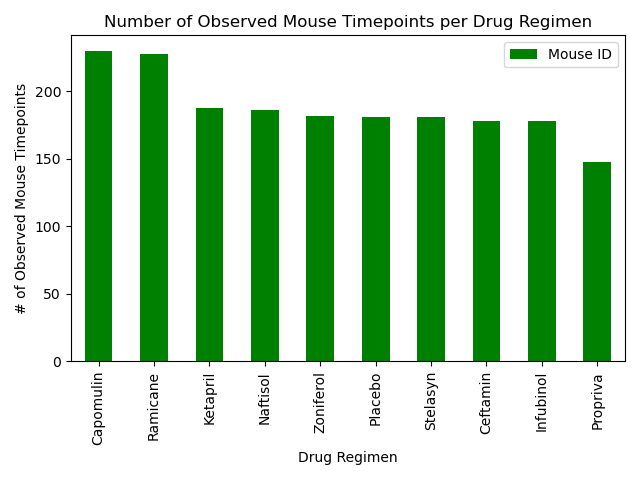 Number of Observed Mouse Timepoints per Drug Regimen
Mouse ID
# of Observed Mouse Timepoints
200
150
100
50
0
Capomulin
Ramicane
Ketapril
Naftisol
Zoniferol
Placebo
Stelasyn
Ceftamin
Infubinol
Propriva
Drug Regimen